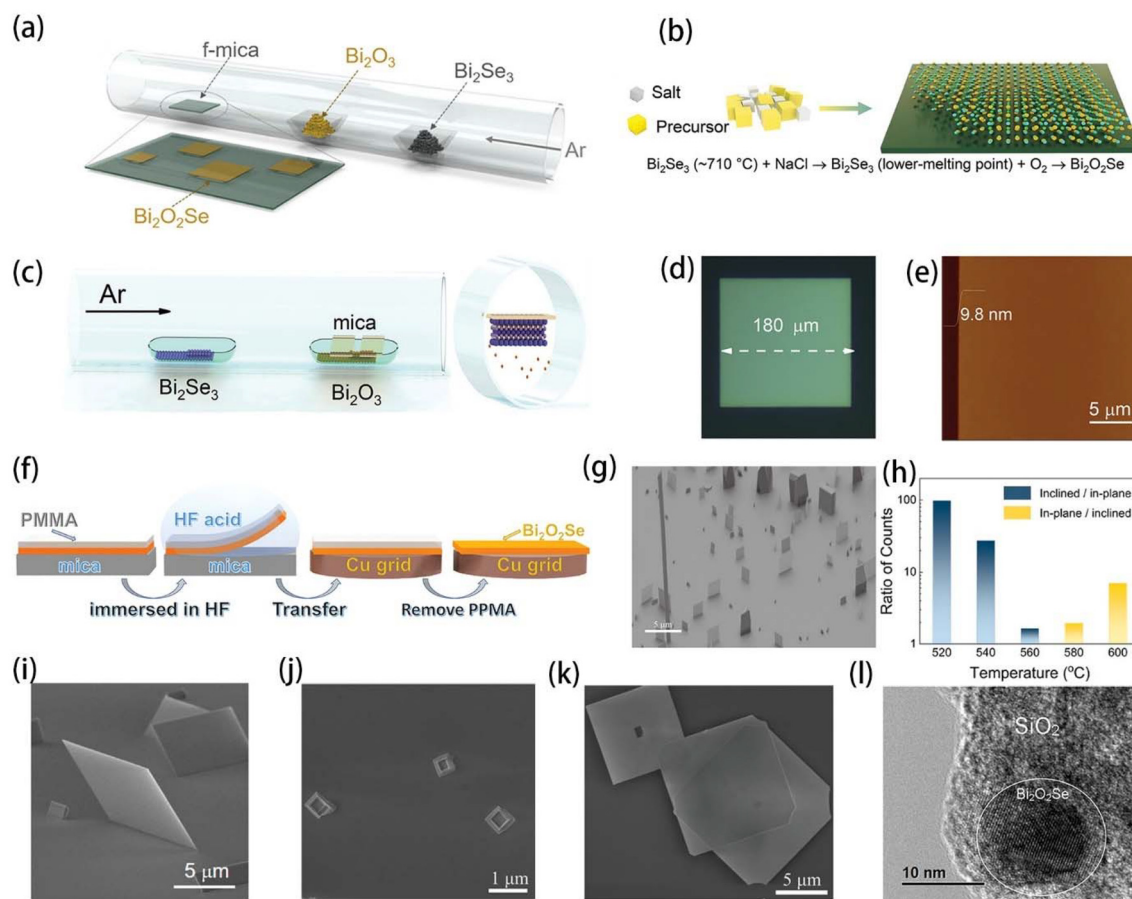 (a)
f-mica
Bi₂O₃
Bi₂Se₃
Ar
Bi₂O₂Se
(b)
Salt
Precursor
Bi₂Se₃ (~710 °C) + NaCl → Bi₂Se₃ (lower-melting point) + O₂ → Bi₂O₂Se
(c)
Ar
mica
Bi₂Se₃
Bi₂O₃
(d)
180 μm
(e)
9.8 nm
5 μm
(f)
PMMA
HF acid
Bi₂O₂Se
mica
mica
Cu grid
Cu grid
immersed in HF
Transfer
Remove PPMA
(g)
5 μm
(h)
Inclined / in-plane
In-plane / inclined
Ratio of Counts
100
10
1
520
540
560
580
600
Temperature (°C)
(i)
5 μm
(j)
1 μm
(k)
5 μm
(l)
SiO₂
Bi₂O₂Se
10 nm